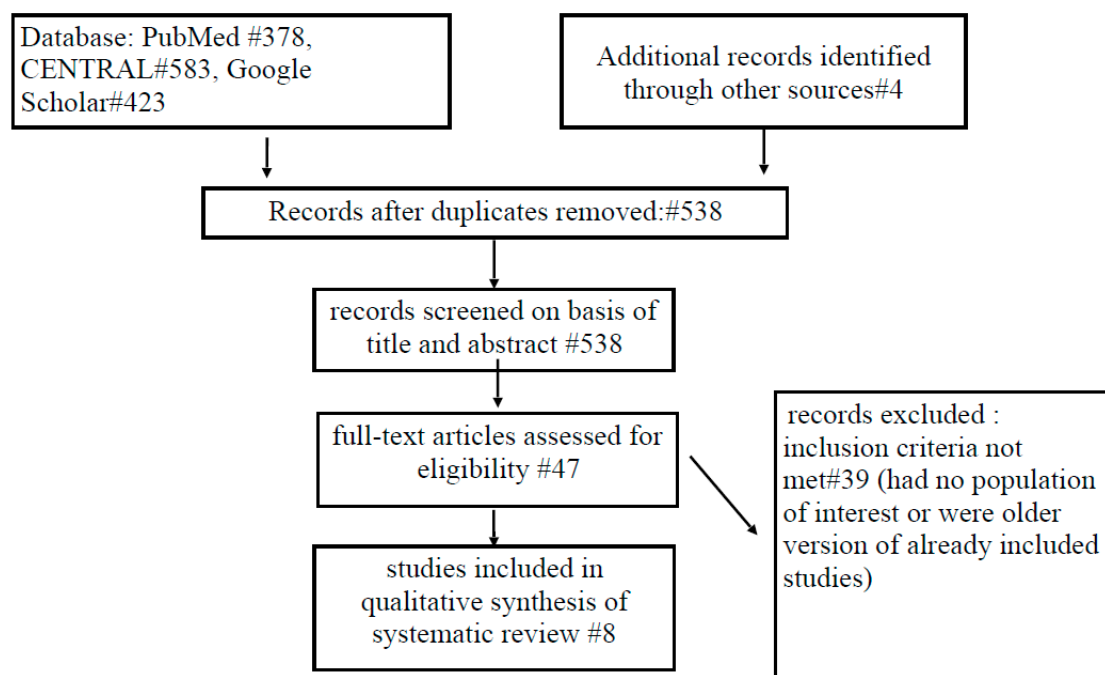 Database: PubMed #378,
CENTRAL#583, Google
Scholar#423
Additional records identified
through other sources#4
Records after duplicates removed:#538
records screened on basis of
title and abstract #538
full-text articles assessed for
eligibility #47
records excluded :
inclusion criteria not
met#39 (had no population
of interest or were older
version of already included
studies)
studies included in
qualitative synthesis of
systematic review #8